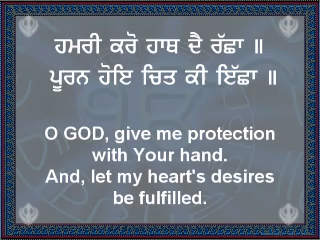 ਹਮਰੀ ਕਰੋ ਹਾਥ ਦੈ ਰੱਛਾ ॥
ਪੂਰਨ ਹੋਇ ਚਿਤ ਕੀ ਇੱਛਾ ॥
O GOD, give me protection
with Your hand.
And, let my heart's desires
be fulfilled.